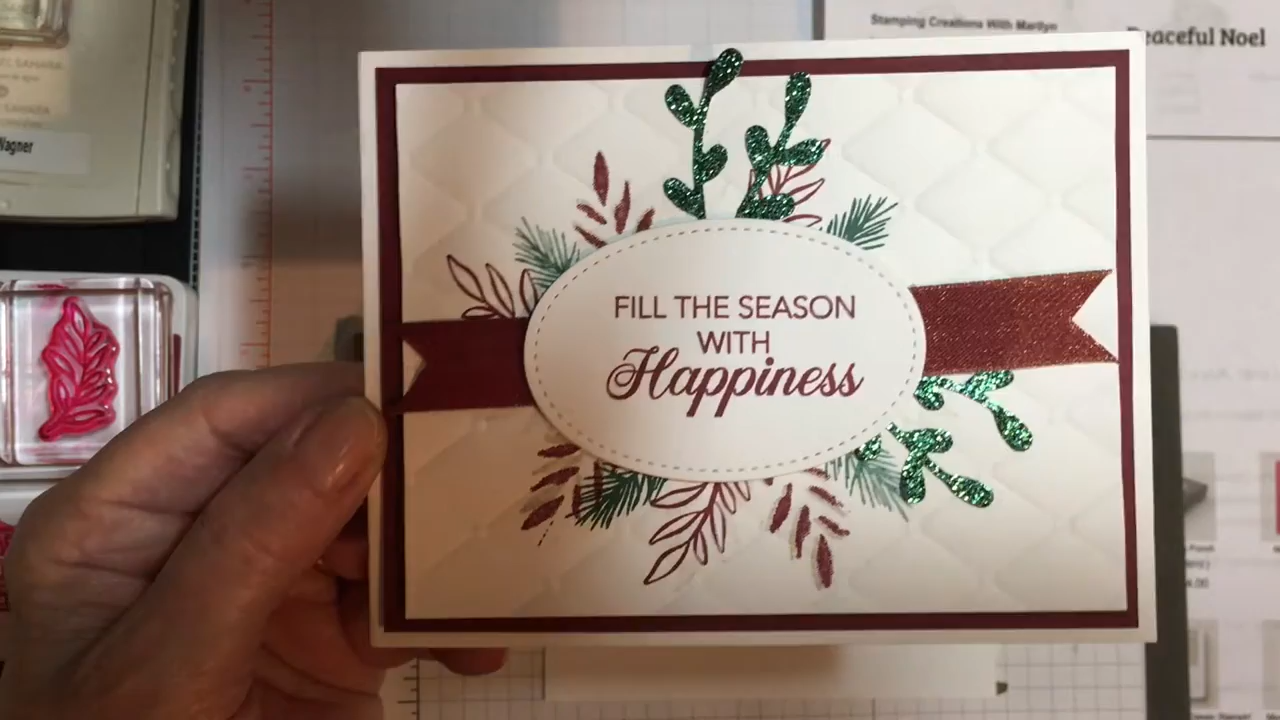 Stamping Creations With Marilyn
Peaceful Noel
Wagner
FILL THE SEASON
WITH
Happiness